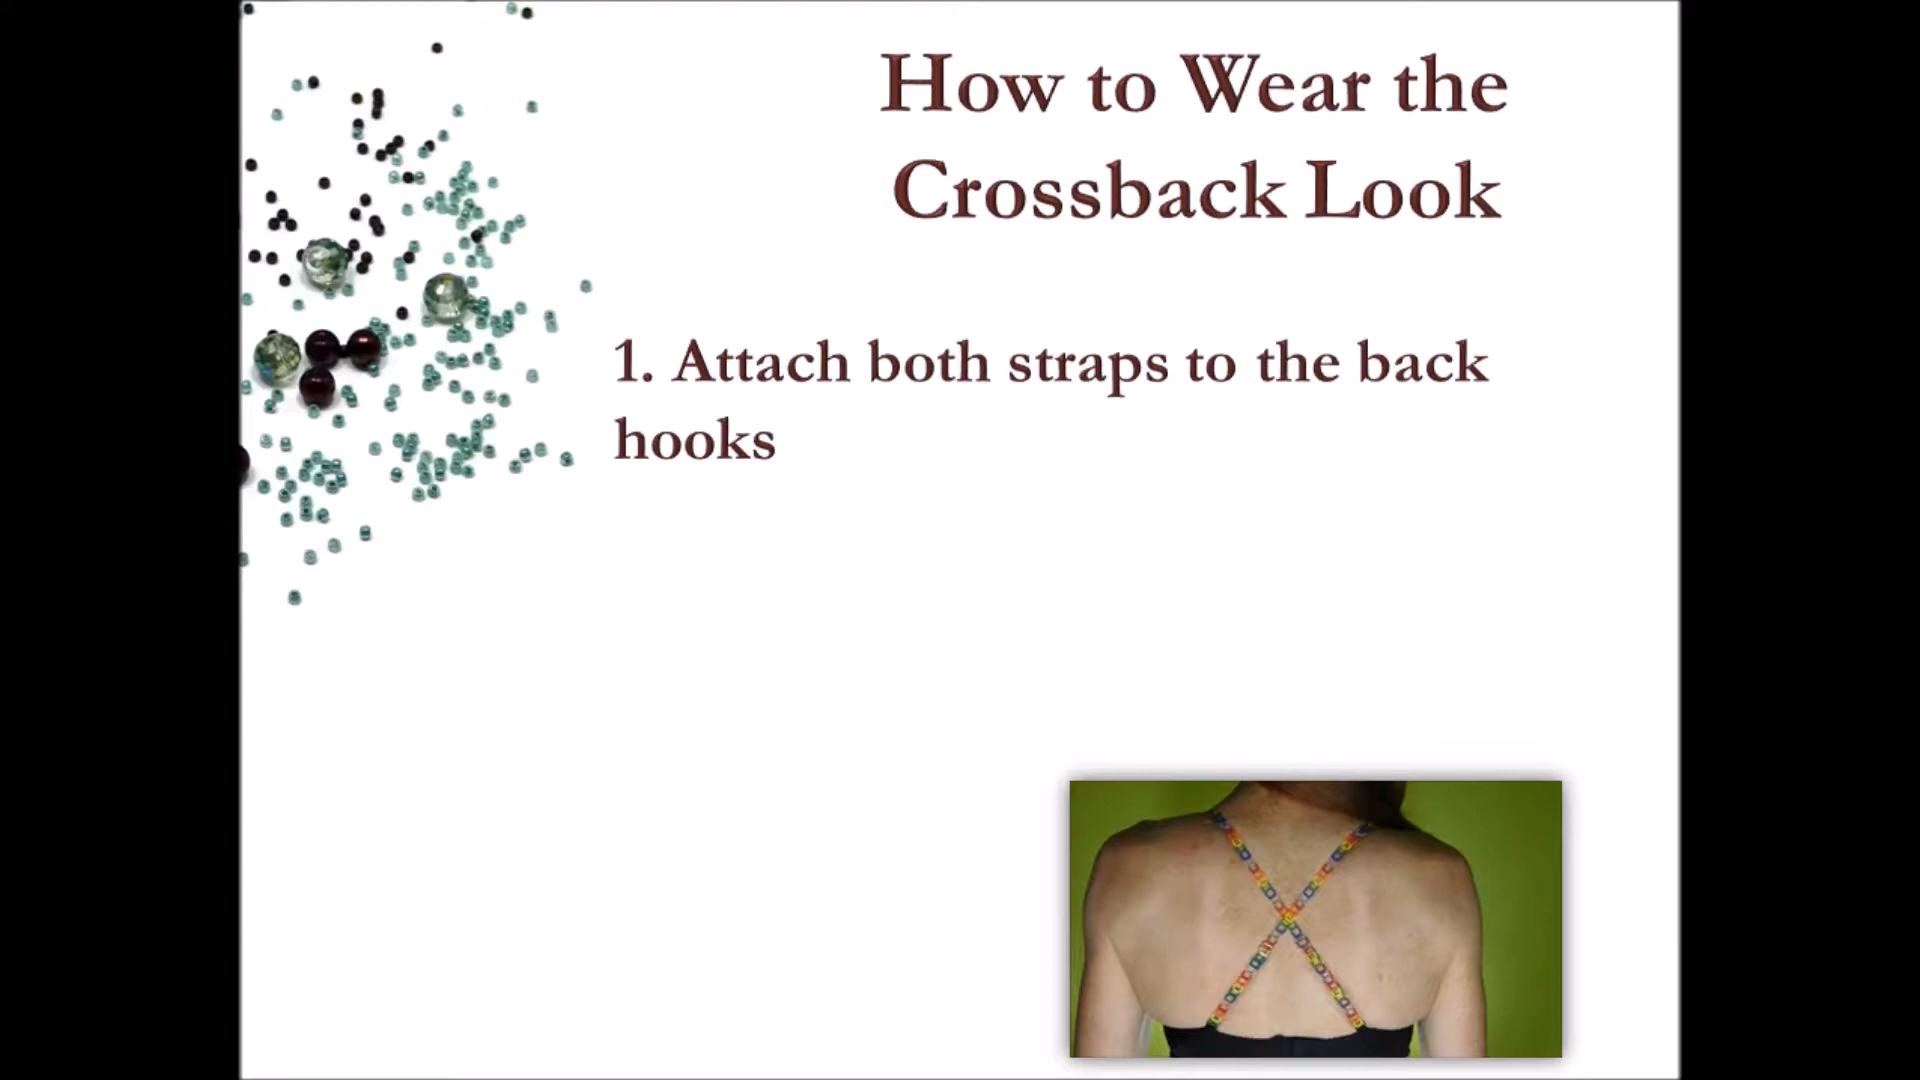 How to Wear the
Crossback Look
1. Attach both straps to the back
hooks